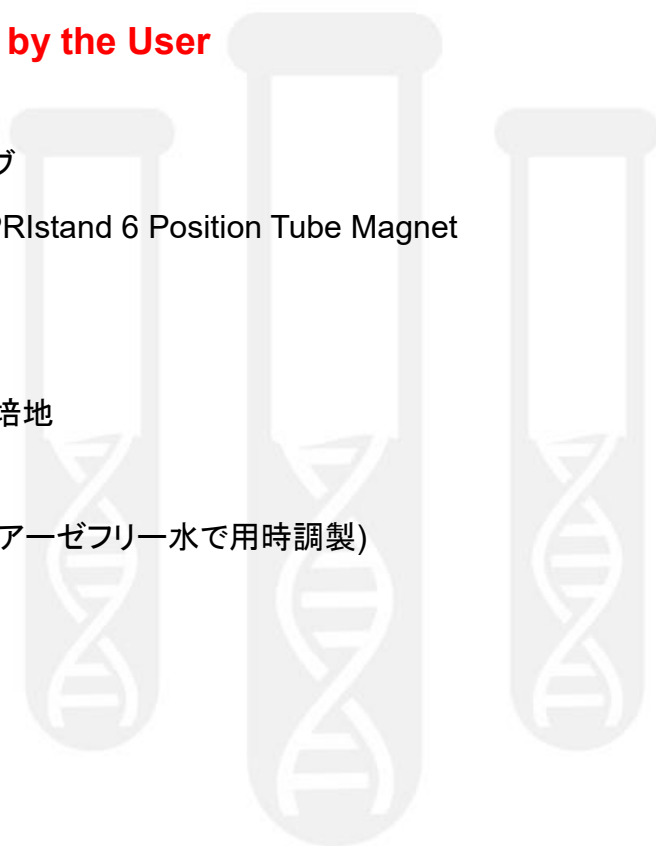 by the User
ブ
PRIstand 6 Position Tube Magnet
培地
アーゼフリー水で用時調製)